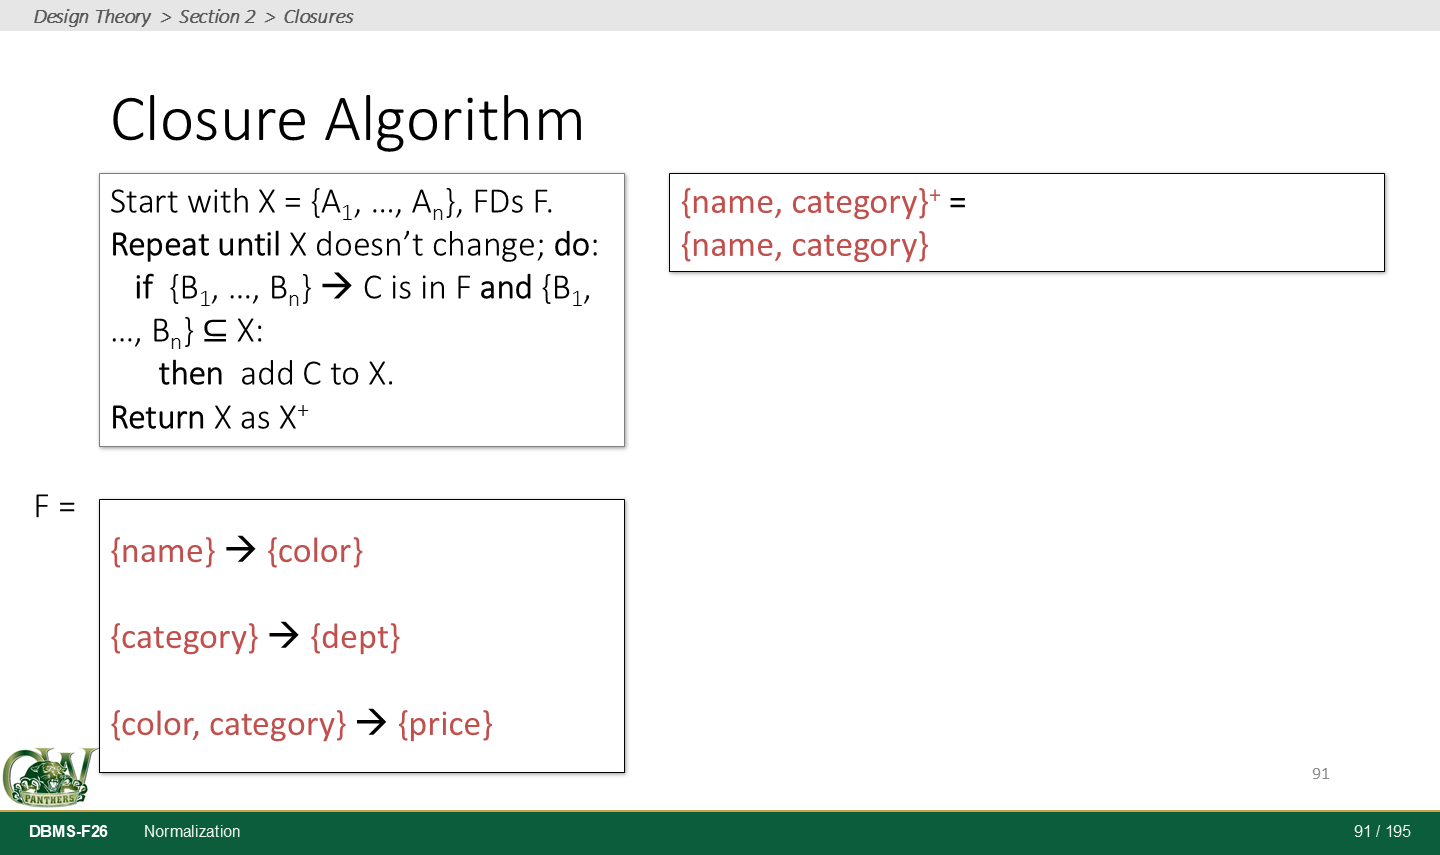 Design Theory > Section 2 > Closures
Closure Algorithm
Start with X = {A1, …, An}, FDs F.
Repeat until X doesn’t change; do:
if {B1, …, Bn} → C is in F and {B1,
…, Bn} ⊆ X:
then add C to X.
Return X as X+
{name, category}+ =
{name, category}
F =
{name} → {color}
{category} → {dept}
{color, category} → {price}
PANTHERS
91
DBMS-F26 Normalization 91 / 195